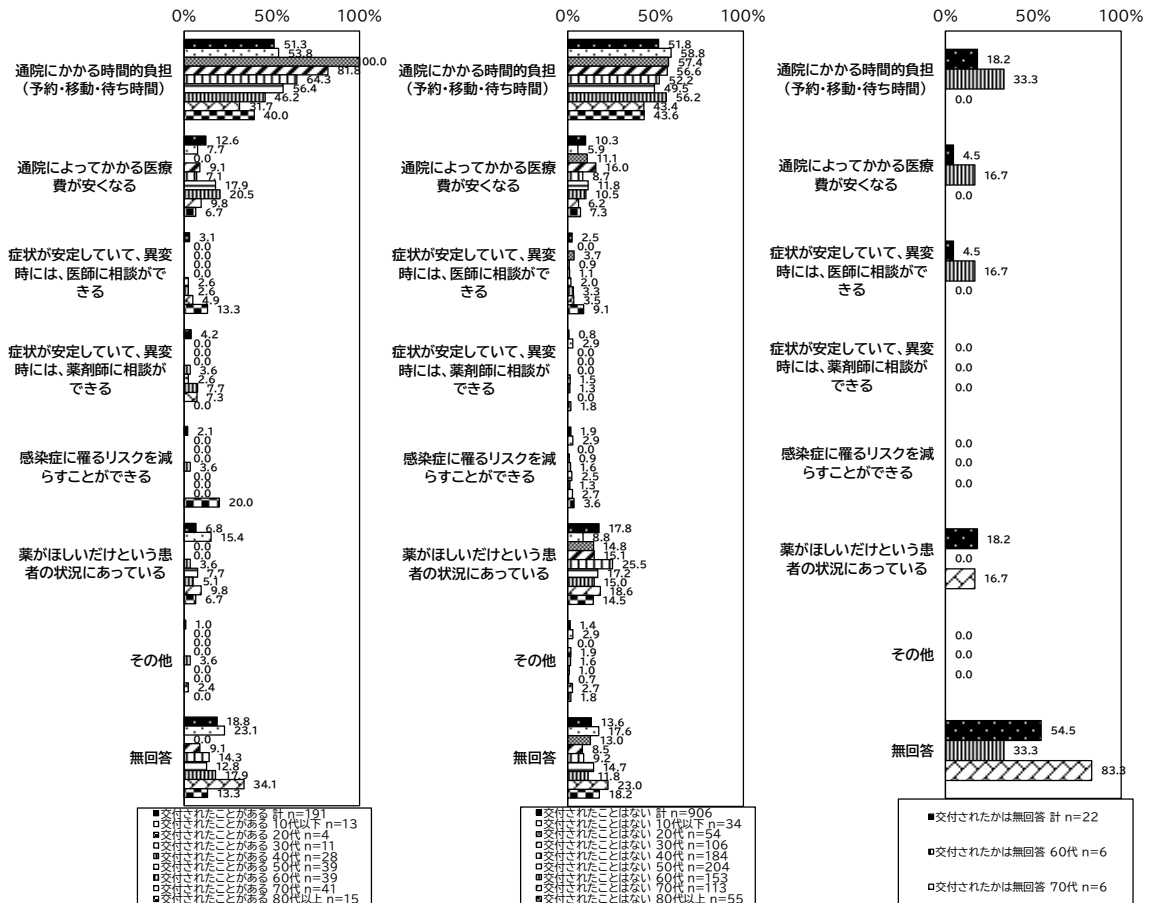 0% 50% 100%
通院にかかる時間的負担
(予約・移動・待ち時間)
51.3
53.8
00.0
81.8
64.3
56.4
46.2
31.7
40.0
通院によってかかる医療
費が安くなる
12.6
7.7
0.0
9.1
7.1
17.9
20.5
9.8
6.7
症状が安定していて、異変
時には、医師に相談がで
きる
3.1
0.0
0.0
0.0
0.0
2.6
2.6
4.9
13.3
症状が安定していて、異変
時には、薬剤師に相談が
できる
4.2
0.0
0.0
0.0
3.6
2.6
7.7
7.3
0.0
感染症に罹るリスクを減
らすことができる
2.1
0.0
0.0
0.0
3.6
0.0
0.0
0.0
20.0
薬がほしいだけという患
者の状況にあっている
6.8
15.4
0.0
0.0
3.6
7.7
5.1
9.8
6.7
その他
1.0
0.0
0.0
0.0
3.6
0.0
0.0
2.4
0.0
無回答
18.8
23.1
0.0
9.1
14.3
12.8
17.9
34.1
13.3
交付されたことがある 計 n=191
交付されたことがある 10代以下 n=13
交付されたことがある 20代 n=4
交付されたことがある 30代 n=11
交付されたことがある 40代 n=28
交付されたことがある 50代 n=39
交付されたことがある 60代 n=39
交付されたことがある 70代 n=41
交付されたことがある 80代以上 n=15
0% 50% 100%
通院にかかる時間的負担
(予約・移動・待ち時間)
51.8
58.8
57.4
56.6
52.2
49.5
56.2
43.4
43.6
通院によってかかる医療
費が安くなる
10.3
5.9
11.1
16.0
8.7
11.8
10.5
6.2
7.3
症状が安定していて、異変
時には、医師に相談がで
きる
2.5
0.0
3.7
0.9
1.1
2.0
3.3
3.5
9.1
症状が安定していて、異変
時には、薬剤師に相談が
できる
0.8
2.9
0.0
0.0
0.0
1.5
1.3
0.0
1.8
感染症に罹るリスクを減
らすことができる
1.9
2.9
0.0
0.9
1.6
2.5
1.3
2.7
3.6
薬がほしいだけという患
者の状況にあっている
17.8
8.8
14.8
15.1
25.5
17.2
15.0
18.6
14.5
その他
1.4
2.9
0.0
1.9
1.6
1.0
0.7
2.7
1.8
無回答
13.6
17.6
13.0
8.5
9.2
14.7
11.8
23.0
18.2
交付されたことはない 計 n=906
交付されたことはない 10代以下 n=34
交付されたことはない 20代 n=54
交付されたことはない 30代 n=106
交付されたことはない 40代 n=184
交付されたことはない 50代 n=204
交付されたことはない 60代 n=153
交付されたことはない 70代 n=113
交付されたことはない 80代以上 n=55
0% 50% 100%
通院にかかる時間的負担
(予約・移動・待ち時間)
18.2
33.3
0.0
通院によってかかる医療
費が安くなる
4.5
16.7
0.0
症状が安定していて、異変
時には、医師に相談がで
きる
4.5
16.7
0.0
症状が安定していて、異変
時には、薬剤師に相談が
できる
0.0
0.0
0.0
感染症に罹るリスクを減
らすことができる
0.0
0.0
0.0
薬がほしいだけという患
者の状況にあっている
18.2
0.0
16.7
その他
0.0
0.0
0.0
無回答
54.5
33.3
83.3
交付されたかは無回答 計 n=22
交付されたかは無回答 60代 n=6
交付されたかは無回答 70代 n=6